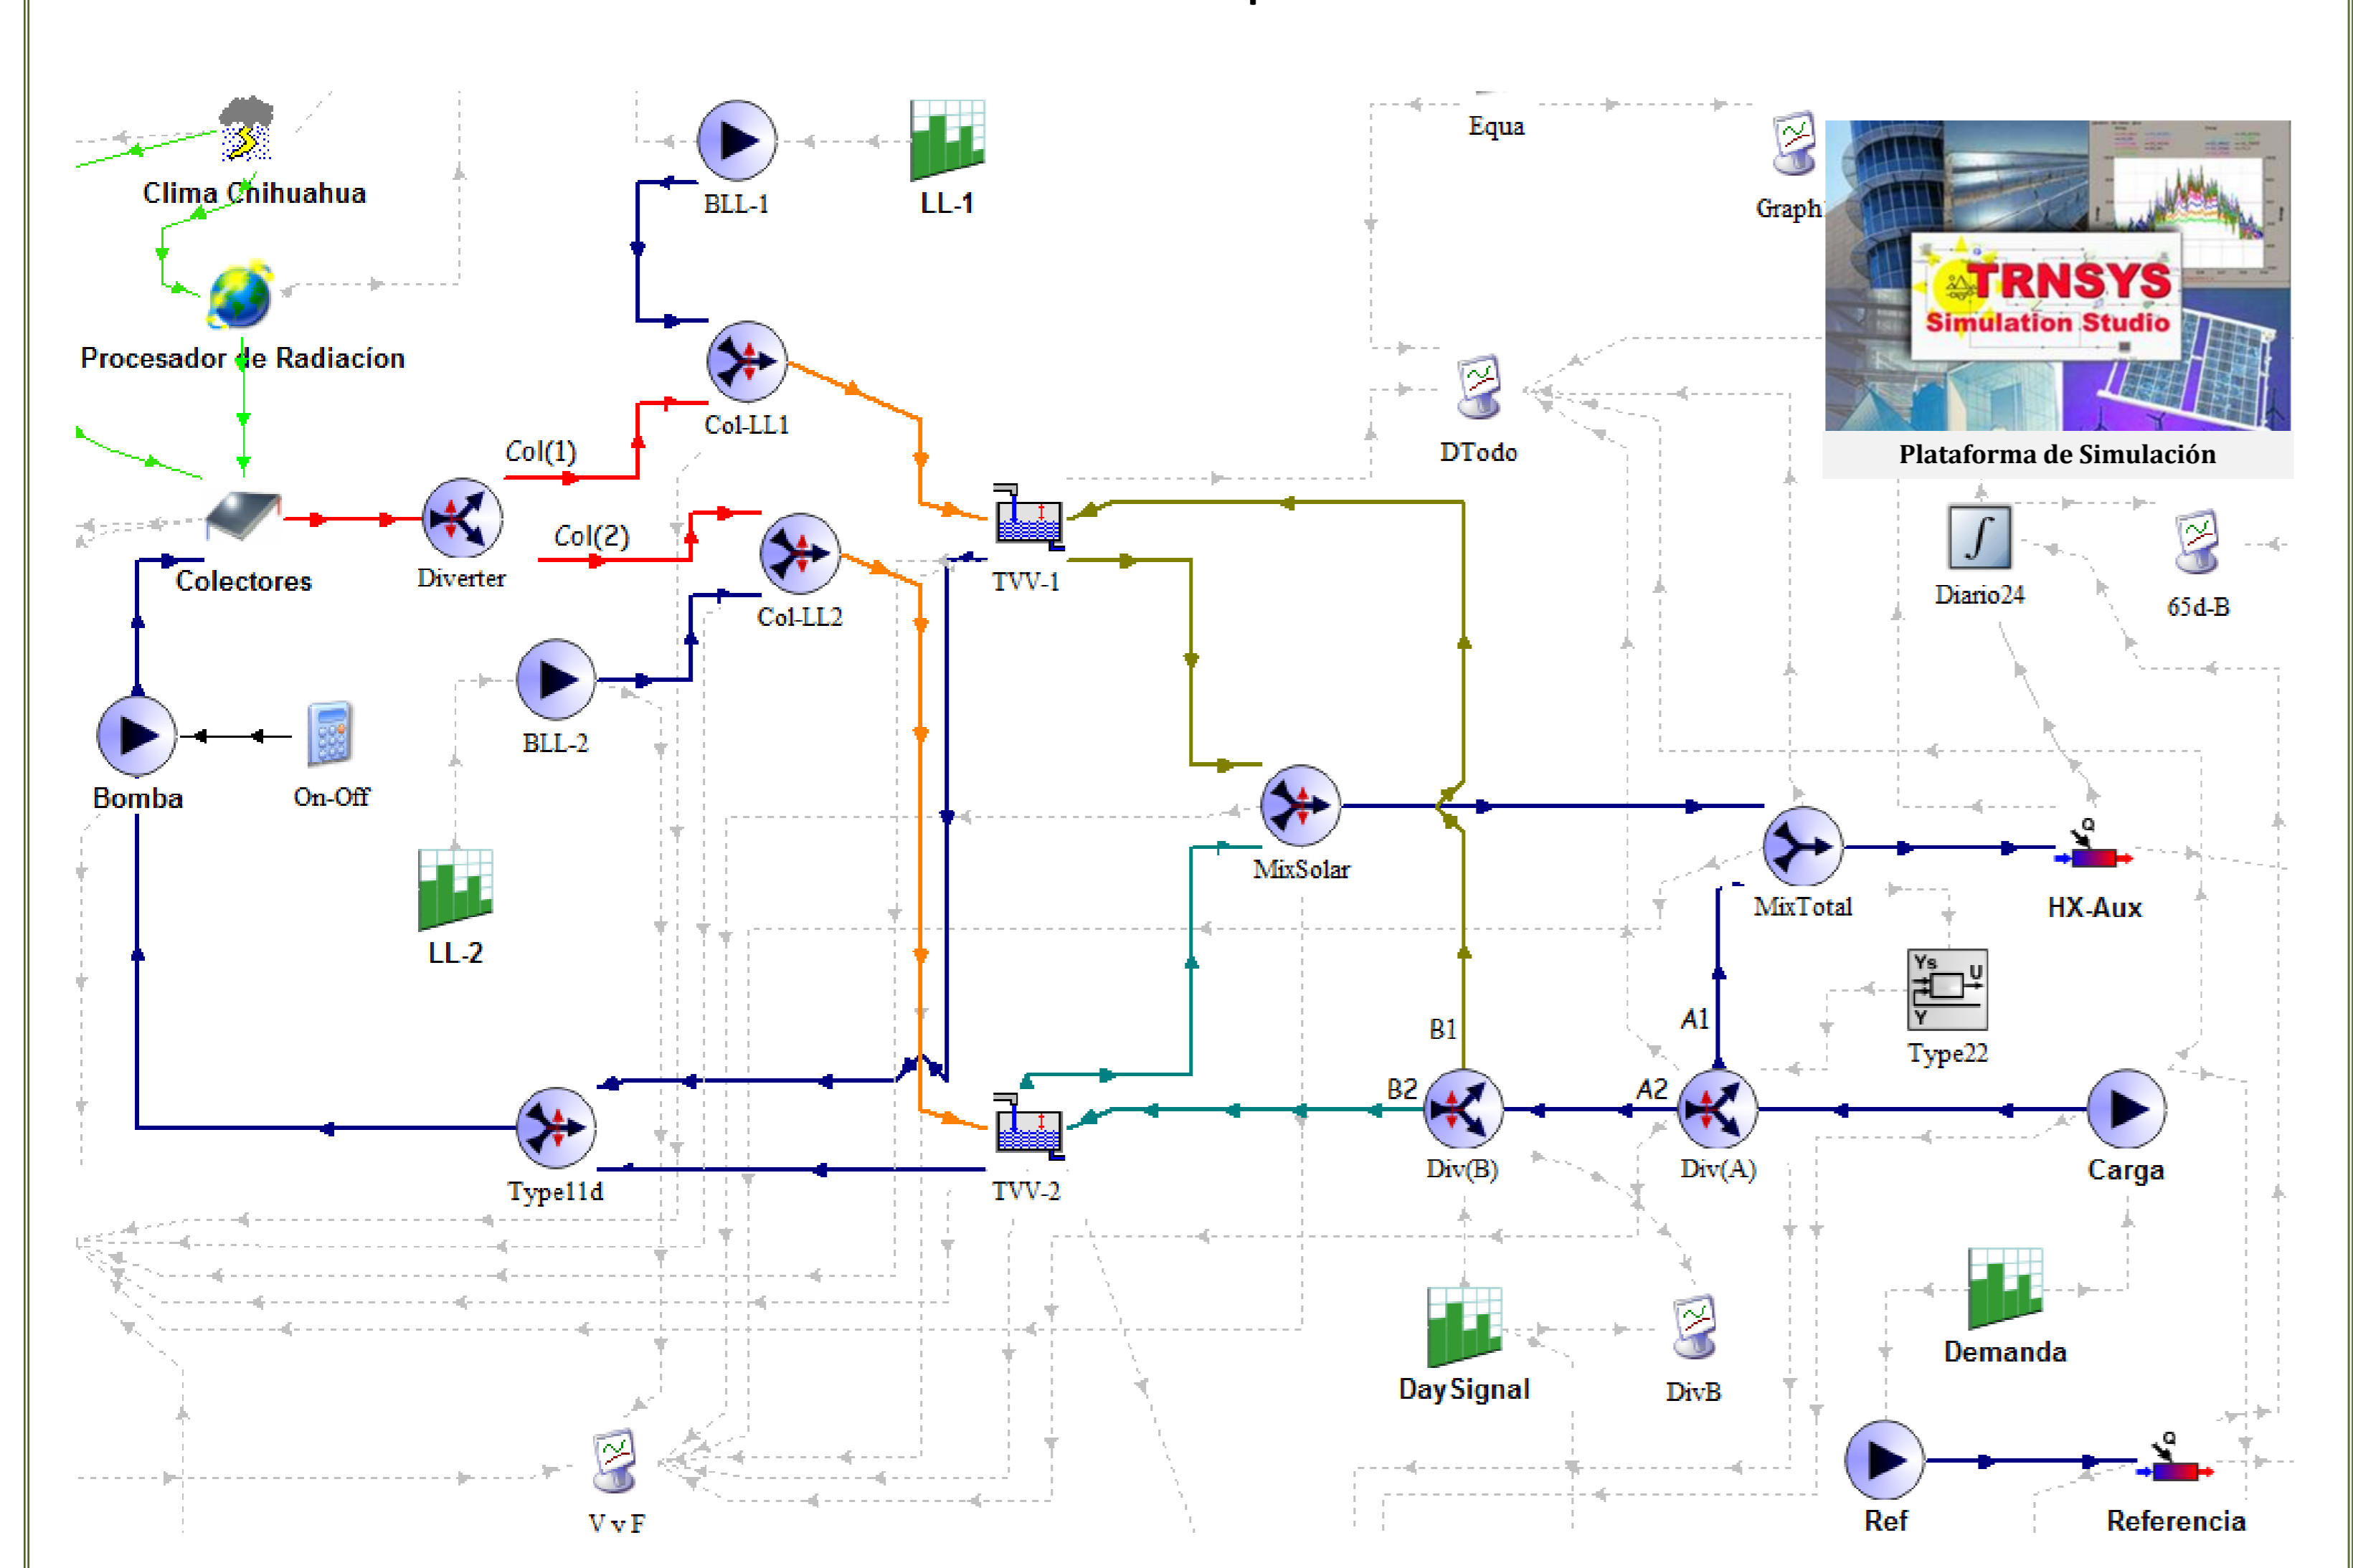 Clima Chihuahua
BLL-1
LL-1
Equa
Graph
TRNSYS
Simulation Studio
Plataforma de Simulación
Procesador de Radiacíon
Col-LL1
Col(1)
DTodo
Col(2)
Colectores
Diverter
Col-LL2
TVV-1
Diario24
65d-B
BLL-2
Bomba
On-Off
MixSolar
Q
MixTotal
HX-Aux
LL-2
Ys
U
Y
B1
A1
Type22
B2
A2
Type11d
TVV-2
Div(B)
Div(A)
Carga
DaySignal
DivB
Demanda
Q
V v F
Ref
Referencia